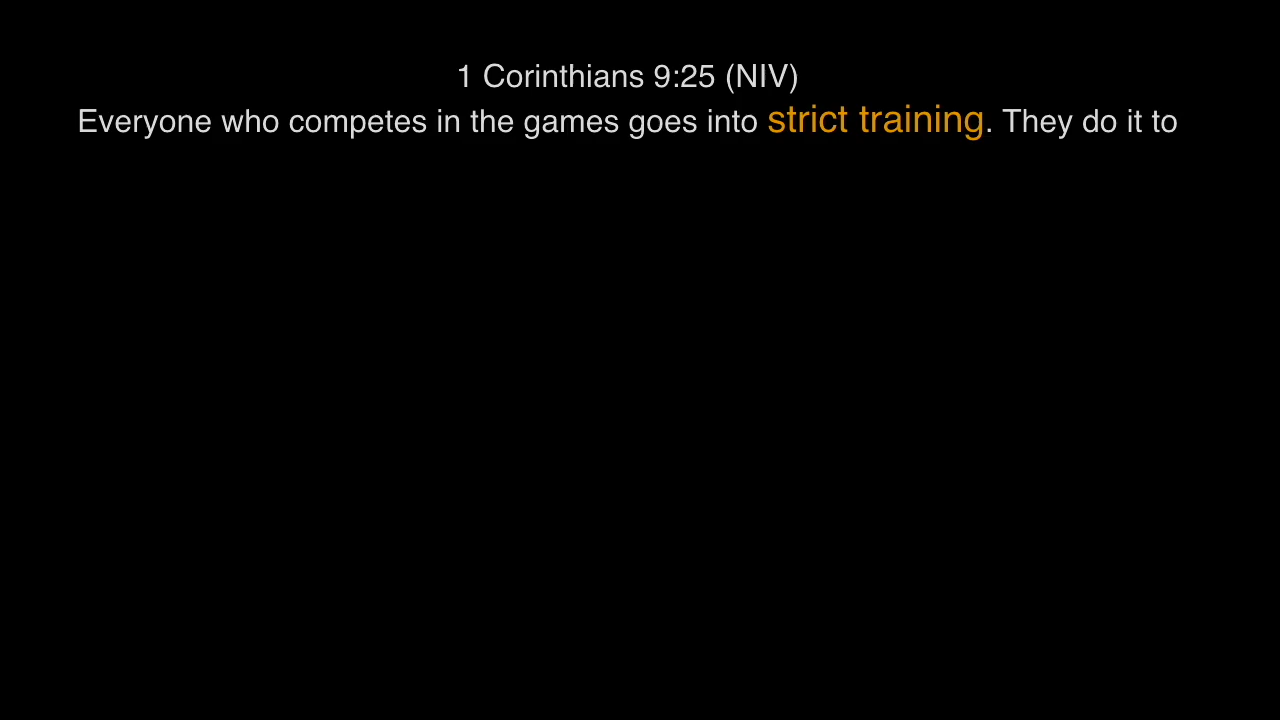 1 Corinthians 9:25 (NIV)
Everyone who competes in the games goes into strict training. They do it to